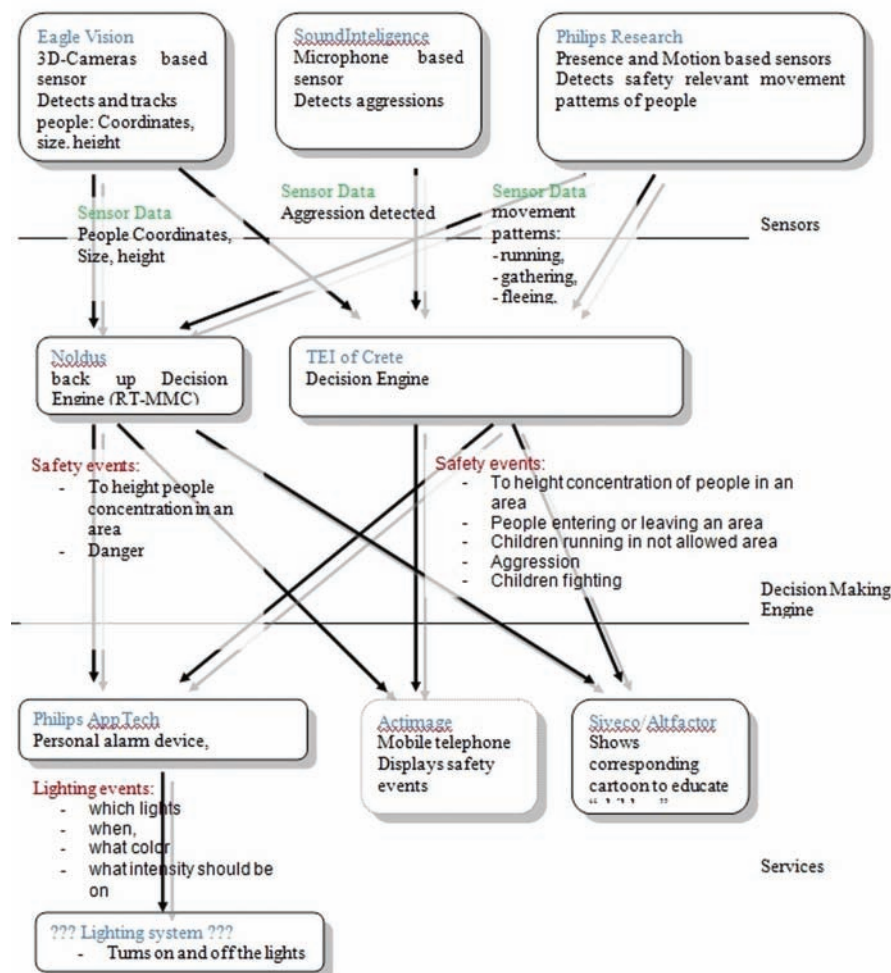 Eagle Vision
3D-Cameras based
sensor
Detects and tracks
people: Coordinates,
size, height
SoundInteligence
Microphone based
sensor
Detects aggressions
Philips Research
Presence and Motion based sensors
Detects safety relevant movement
patterns of people
Sensor Data
People Coordinates,
Size, height
Sensor Data
Aggression detected
Sensor Data
movement
patterns:
- running,
- gathering,
- fleeing,
Sensors
Noldus
back up Decision
Engine (RT-MMC)
TEI of Crete
Decision Engine
Safety events:
- To height people
concentration in an
area
- Danger
Safety events:
- To height concentration of people in an
area
- People entering or leaving an area
- Children running in not allowed area
- Aggression
- Children fighting
Decision Making
Engine
Philips AppTech
Personal alarm device,
Actimage
Mobile telephone
Displays safety
events
Siveco/Altfactor
Shows
corresponding
cartoon to educate
Lighting events:
- which lights
- when,
- what color
- what intensity should be
on
Services
??? Lighting system ???
- Turns on and off the lights